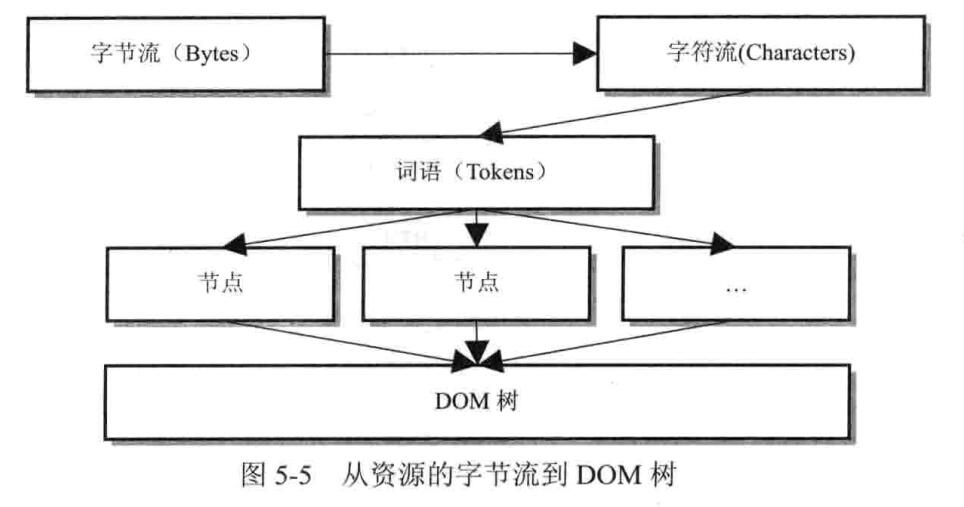 字节流（Bytes）
字符流(Characters)
词语（Tokens）
节点
节点
…
DOM 树
图 5-5 从资源的字节流到 DOM 树